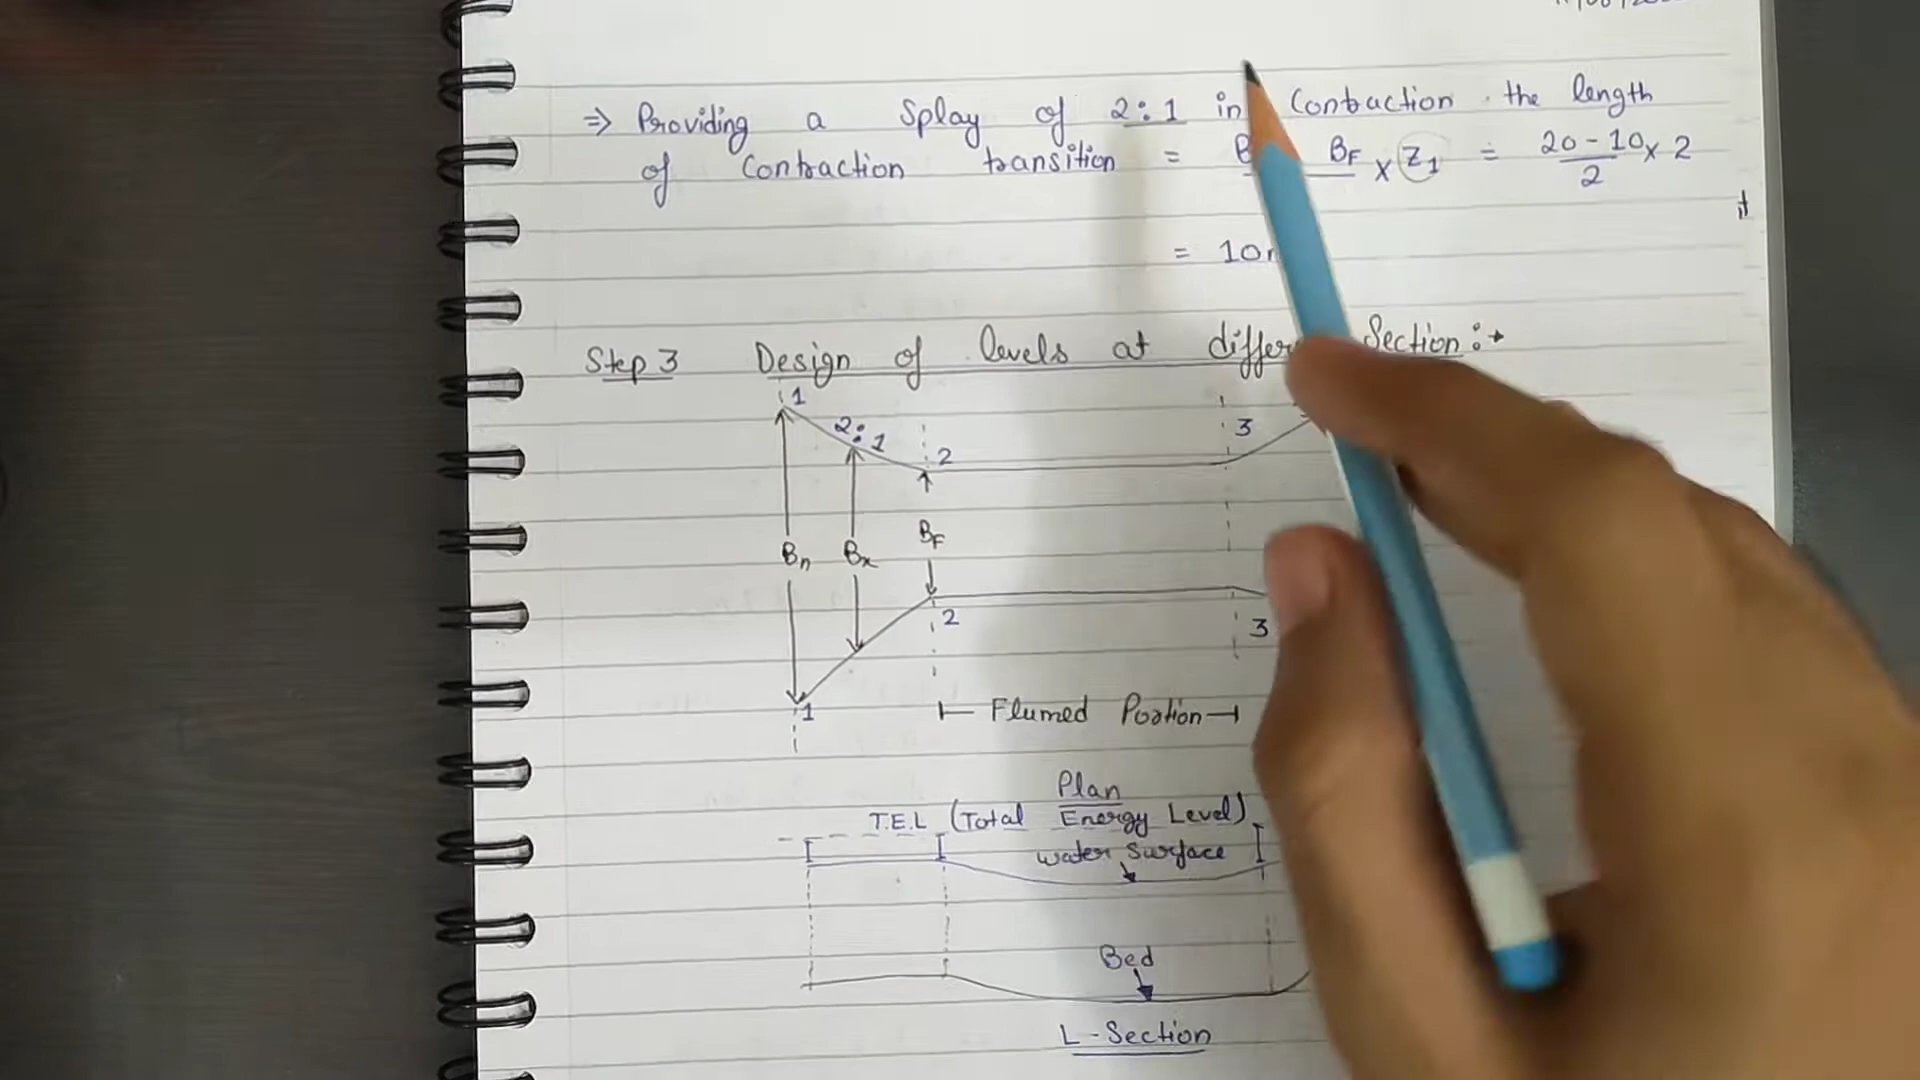 ⇒ Providing a Splay of 2:1 in Contraction. the length
of Contraction transition = BF × Z1 = 20 - 10 / 2 × 2
= 10
Step 3 Design of levels at Section :-
1
2:1
2
3
Bn Bx BF
2
3
1
Flumed Portion
Plan
T.E.L (Total Energy Level)
water surface
Bed
L-Section